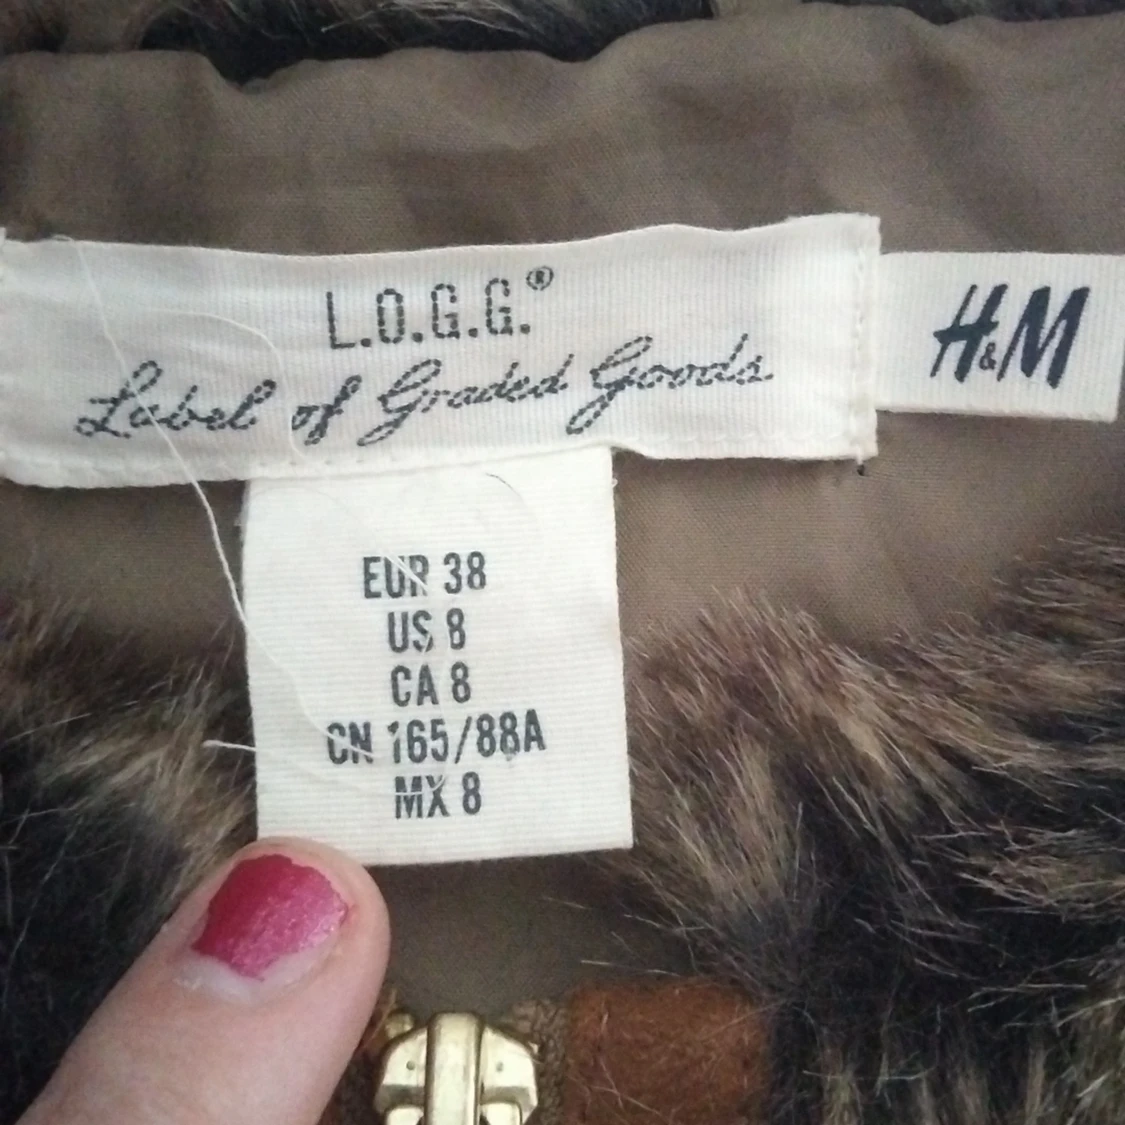 L.O.G.G.®
Label of Graded Goods
H&M
EUR 38
US 8
CA 8
CN 165/88A
MX 8